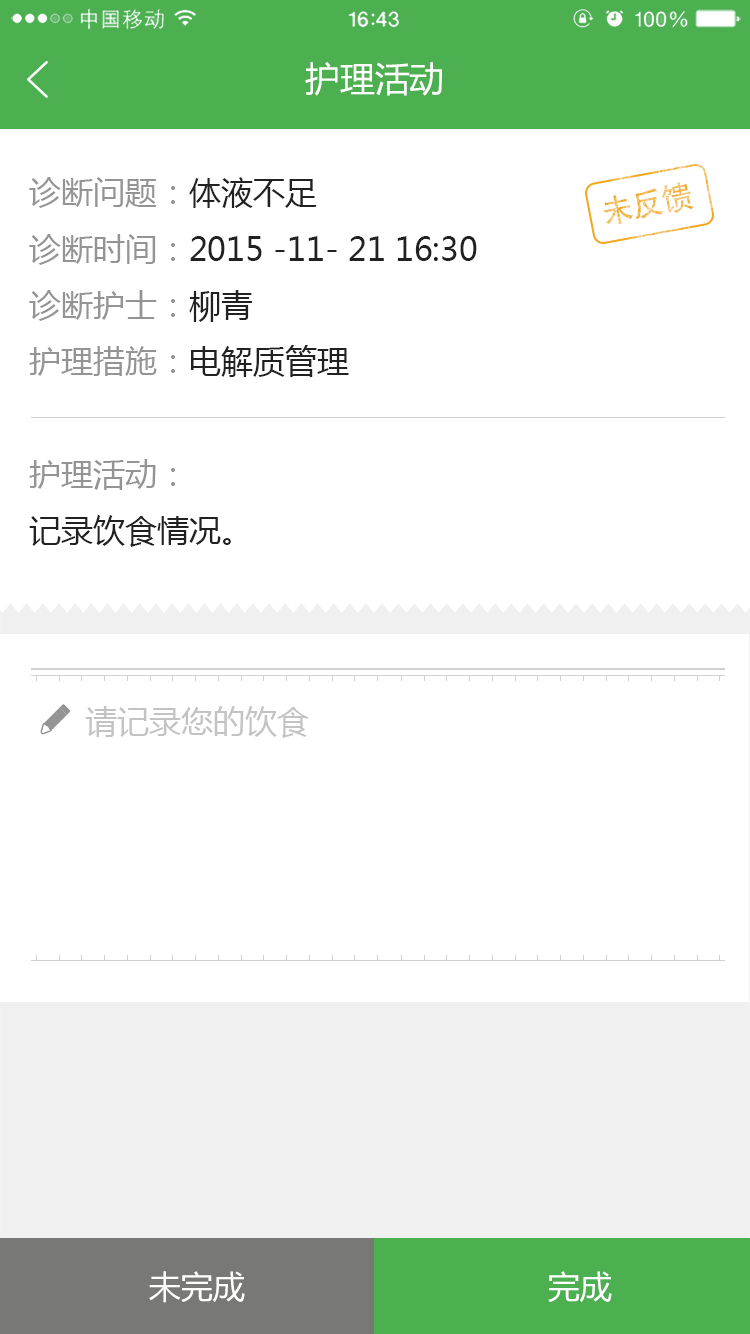 中国移动 16:43 100%
护理活动
诊断问题：体液不足
未反馈
诊断时间：2015 -11- 21 16:30
诊断护士：柳青
护理措施：电解质管理
护理活动：
记录饮食情况。
请记录您的饮食
未完成 完成